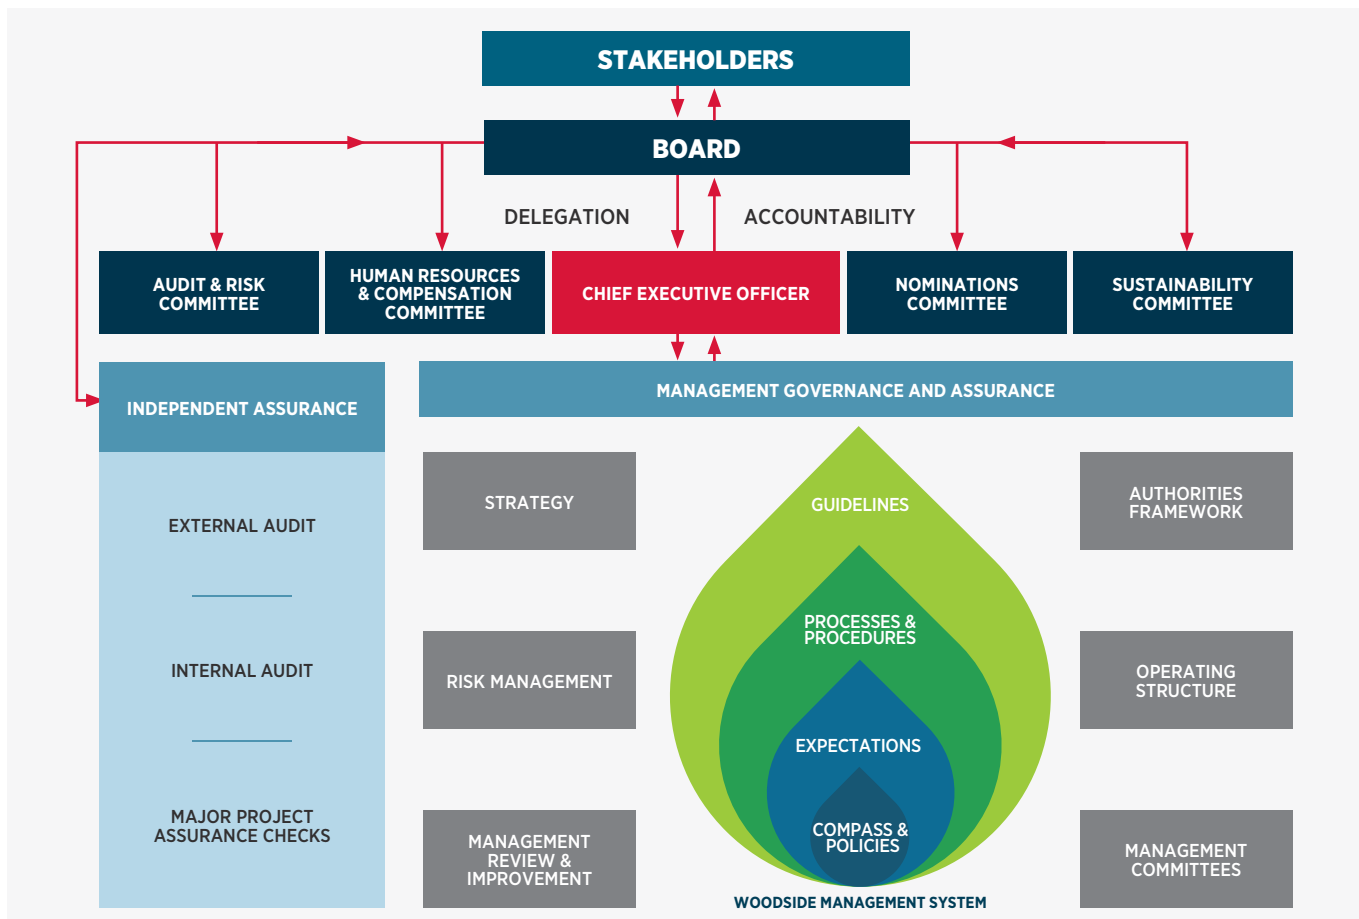 STAKEHOLDERS
BOARD
DELEGATION
ACCOUNTABILITY
AUDIT & RISK
COMMITTEE
HUMAN RESOURCES
& COMPENSATION
COMMITTEE
CHIEF EXECUTIVE OFFICER
NOMINATIONS
COMMITTEE
SUSTAINABILITY
COMMITTEE
INDEPENDENT ASSURANCE
EXTERNAL AUDIT
INTERNAL AUDIT
MAJOR PROJECT
ASSURANCE CHECKS
MANAGEMENT GOVERNANCE AND ASSURANCE
STRATEGY
RISK MANAGEMENT
MANAGEMENT
REVIEW &
IMPROVEMENT
GUIDELINES
PROCESSES &
PROCEDURES
EXPECTATIONS
COMPASS &
POLICIES
WOODSIDE MANAGEMENT SYSTEM
AUTHORITIES
FRAMEWORK
OPERATING
STRUCTURE
MANAGEMENT
COMMITTEES